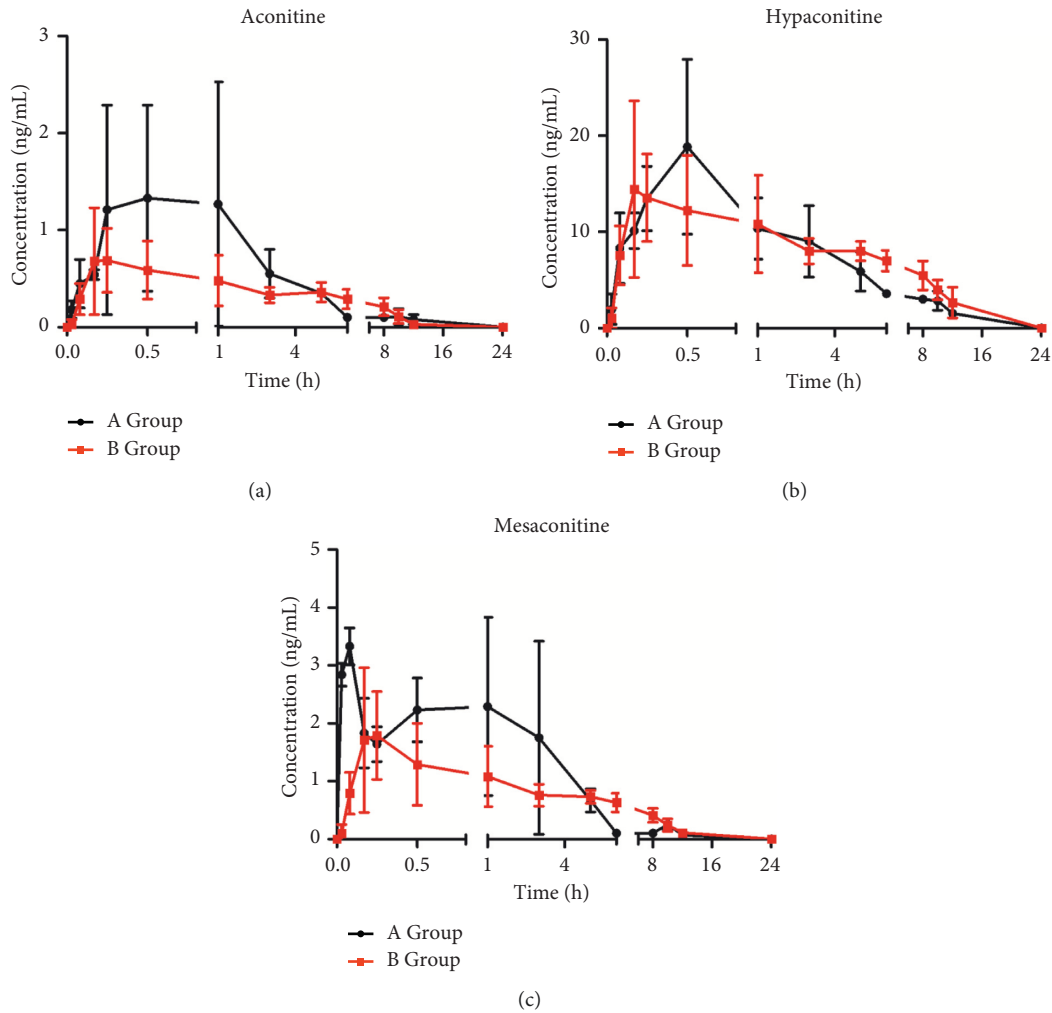 Aconitine
Concentration (ng/mL)
3
2
1
0
0.0 0.5 1 4 8 16 24
Time (h)
A Group
B Group
(a)
Hypaconitine
Concentration (ng/mL)
30
20
10
0
0.0 0.5 1 4 8 16 24
Time (h)
A Group
B Group
(b)
Mesaconitine
Concentration (ng/mL)
5
4
3
2
1
0
0.0 0.5 1 4 8 16 24
Time (h)
A Group
B Group
(c)